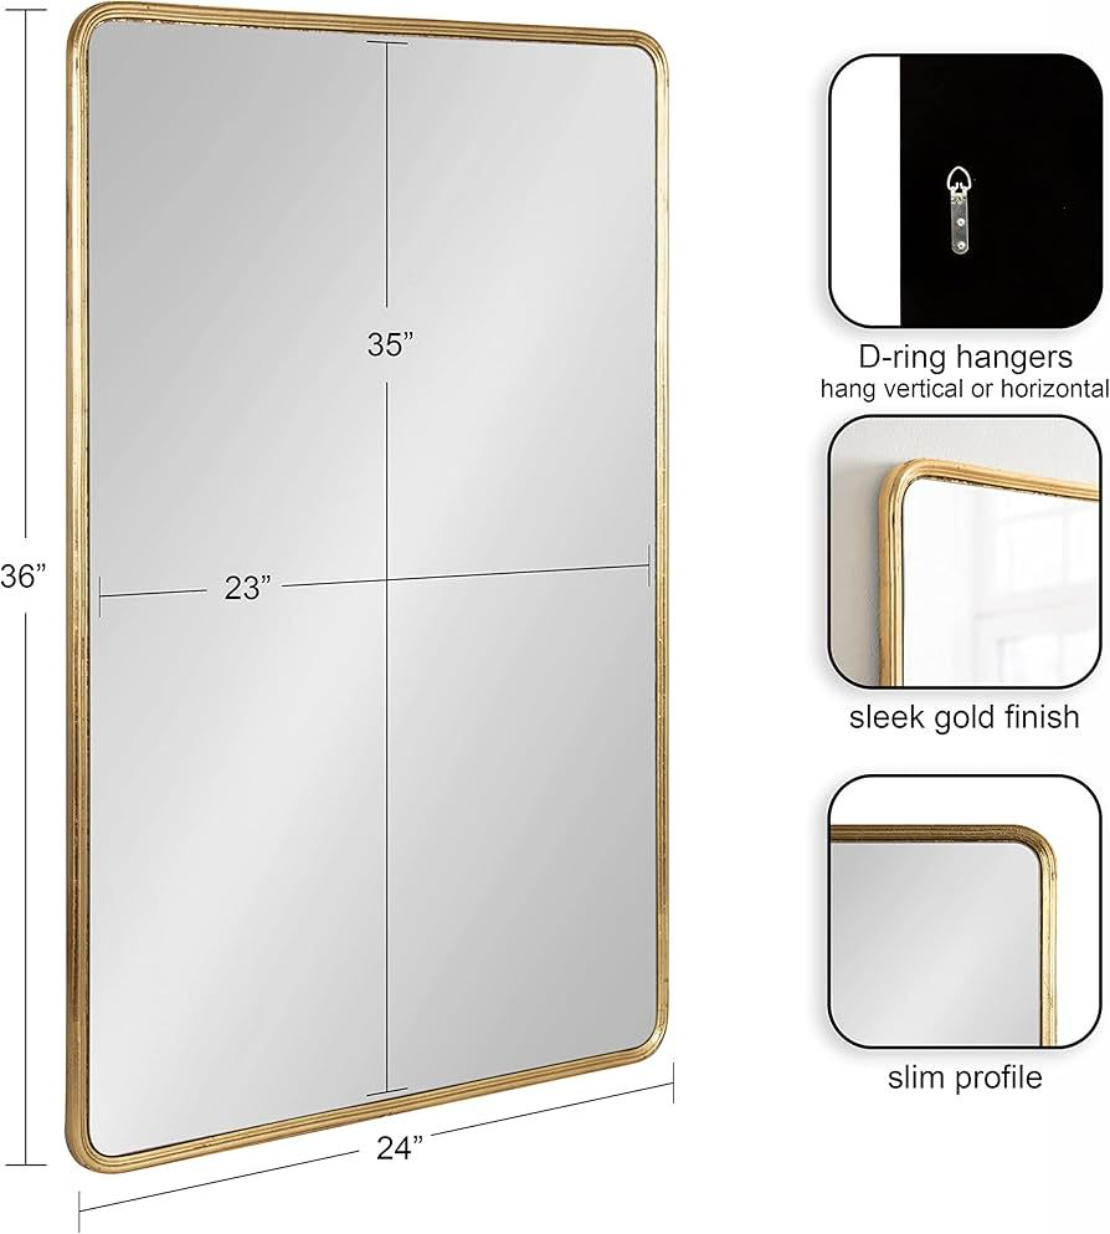 35”
36”
23”
24”
D-ring hangers
hang vertical or horizontal
sleek gold finish
slim profile